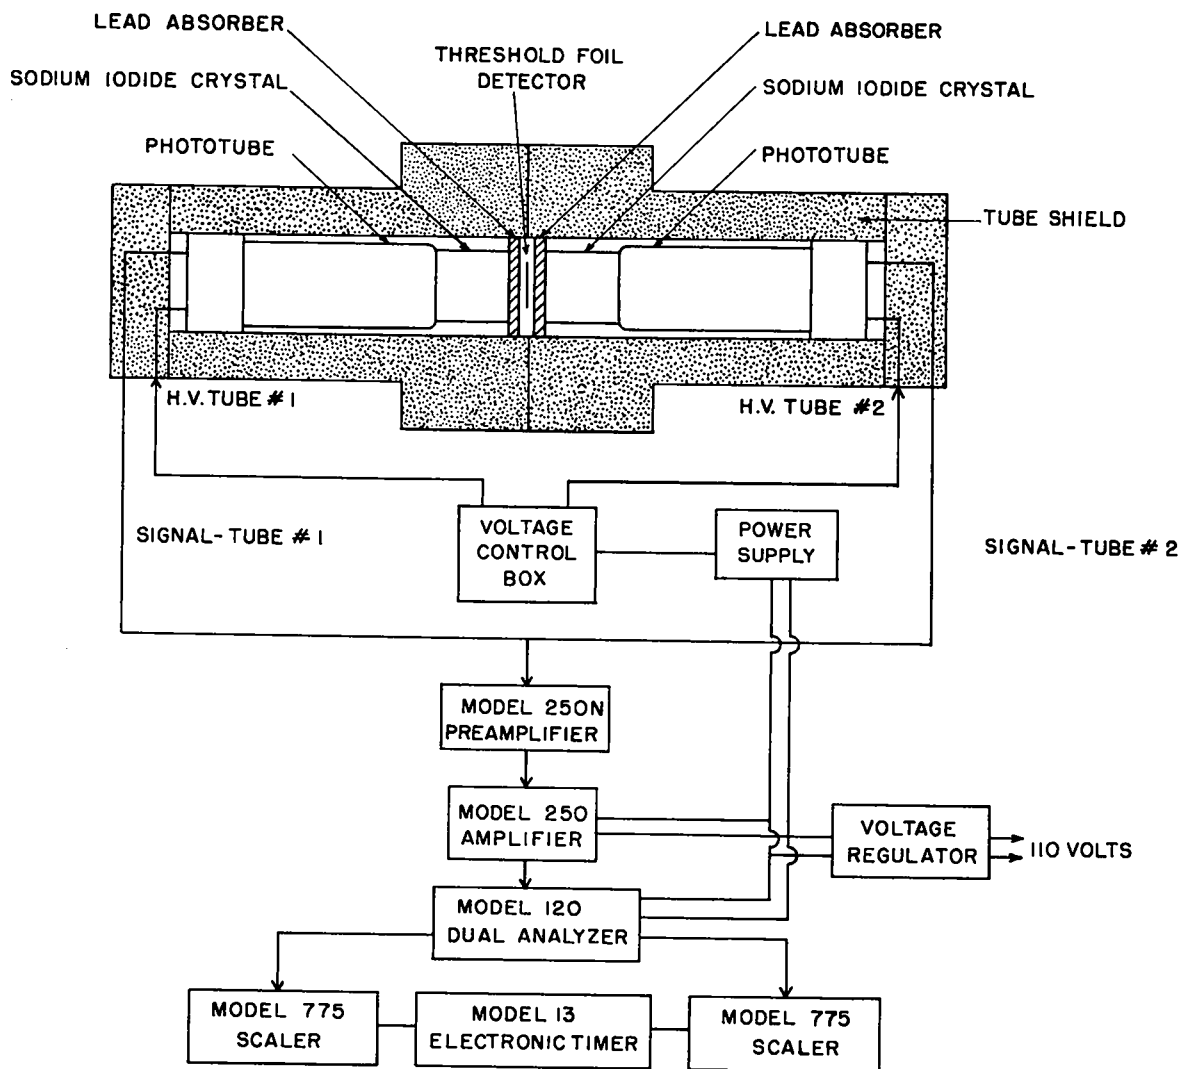 LEAD ABSORBER
LEAD ABSORBER
THRESHOLD FOIL
DETECTOR
SODIUM IODIDE CRYSTAL
SODIUM IODIDE CRYSTAL
PHOTOTUBE
PHOTOTUBE
TUBE SHIELD
H.V. TUBE #1
H.V. TUBE #2
SIGNAL-TUBE #1
VOLTAGE
CONTROL
BOX
POWER
SUPPLY
SIGNAL-TUBE #2
MODEL 250N
PREAMPLIFIER
MODEL 250
AMPLIFIER
VOLTAGE
REGULATOR
110 VOLTS
MODEL 120
DUAL ANALYZER
MODEL 775
SCALER
MODEL 13
ELECTRONIC TIMER
MODEL 775
SCALER